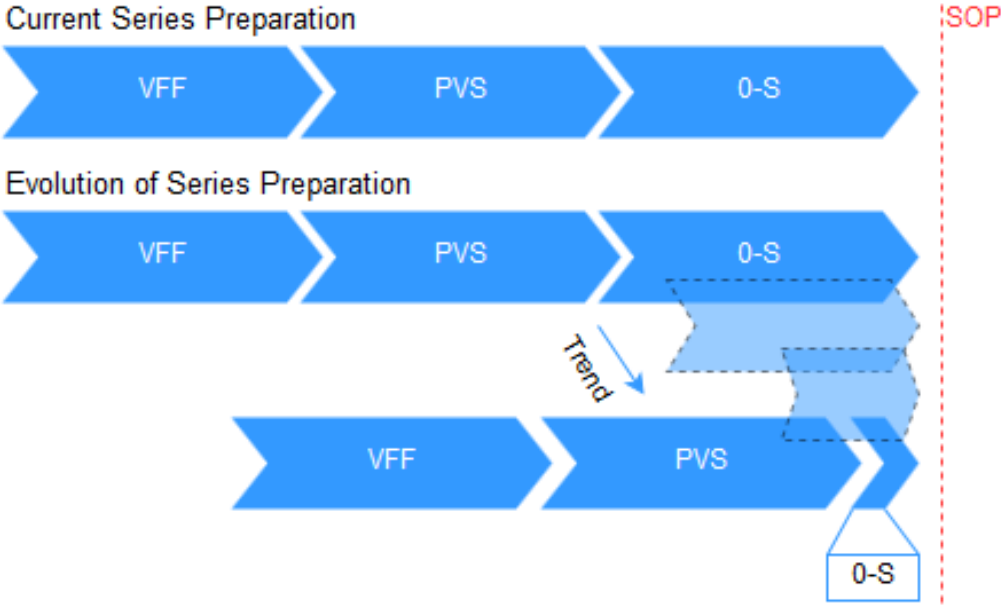 Current Series Preparation
SOP
VFF PVS 0-S
Evolution of Series Preparation
VFF PVS 0-S
Trend
VFF PVS
0-S